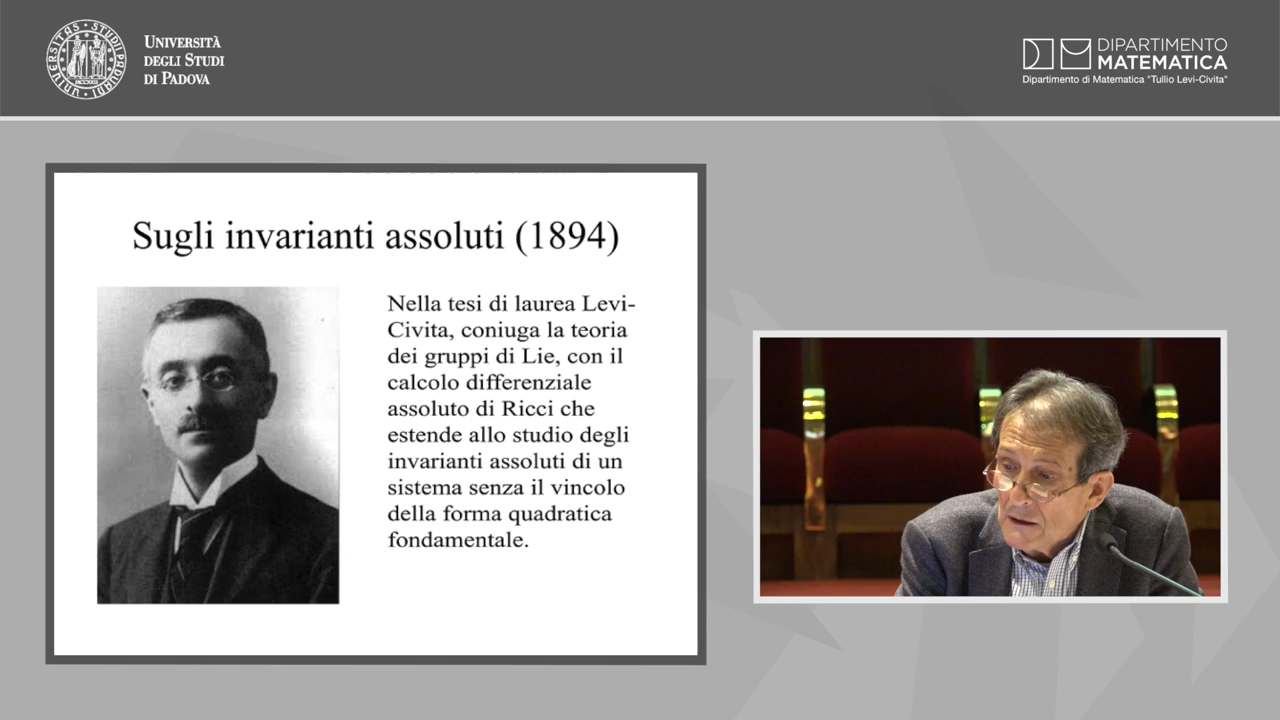 UNIVERSITÀ
DEGLI STUDI
DI PADOVA
DIPARTIMENTO
MATEMATICA
Dipartimento di Matematica "Tullio Levi-Civita"
Sugli invarianti assoluti (1894)
Nella tesi di laurea Levi-
Civita, coniuga la teoria
dei gruppi di Lie, con il
calcolo differenziale
assoluto di Ricci che
estende allo studio degli
invarianti assoluti di un
sistema senza il vincolo
della forma quadratica
fondamentale.